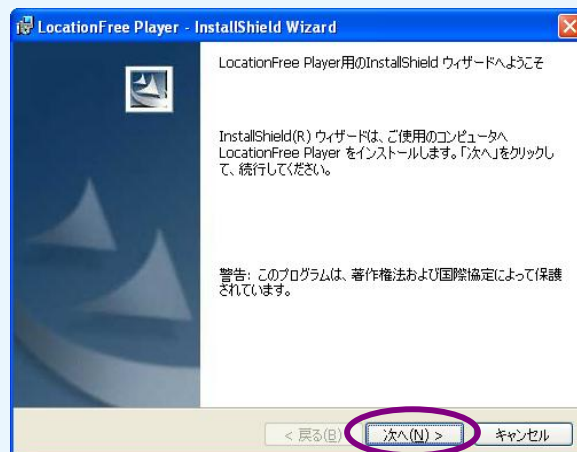 LocationFree Player - InstallShield Wizard
LocationFree Player用のInstallShield ウィザードへようこそ
InstallShield(R) ウィザードは、ご使用のコンピュータへ
LocationFree Player をインストールします。「次へ」をクリックし
て、続行してください。
警告: このプログラムは、著作権法および国際協定によって保護
されています。
< 戻る(B)
次へ(N) >
キャンセル